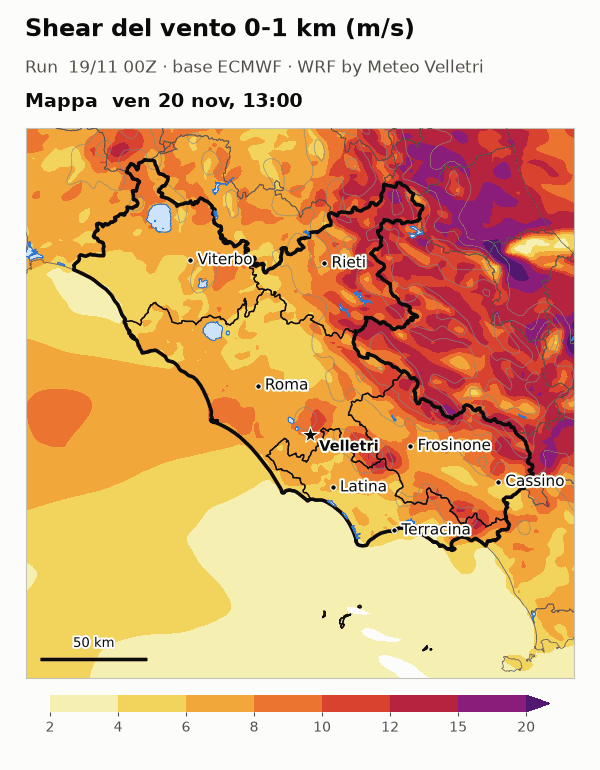 Shear del vento 0-1 km (m/s)
Run  19/11 00Z · base ECMWF · WRF by Meteo Velletri
Mappa  ven 20 nov, 13:00
Viterbo
Rieti
Roma
Velletri
Frosinone
Cassino
Latina
Terracina
50 km
2 4 6 8 10 12 15 20